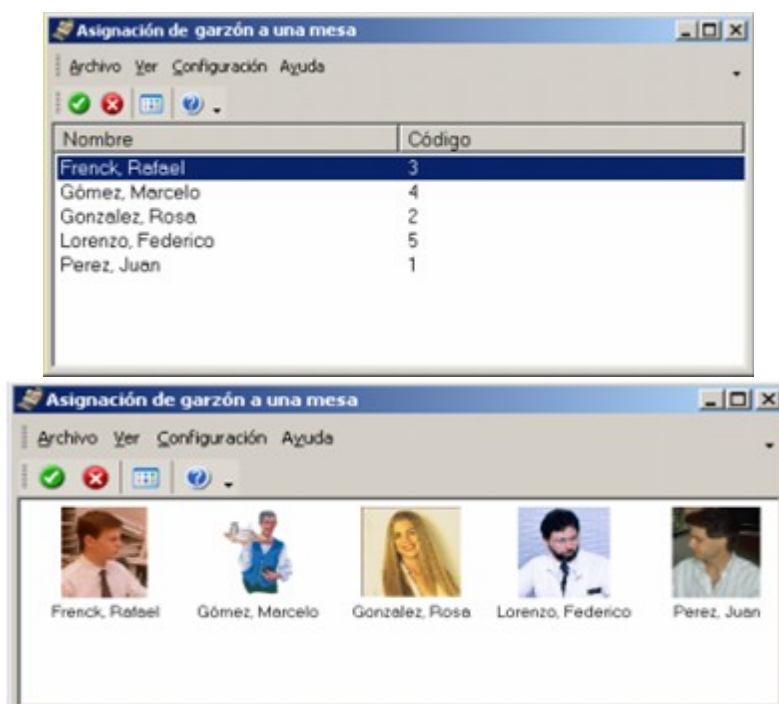 Asignación de garzón a una mesa
Archivo Ver Configuración Ayuda
Nombre Código
Frenck, Rafael 3
Gómez, Marcelo 4
Gonzalez, Rosa 2
Lorenzo, Federico 5
Perez, Juan 1
Asignación de garzón a una mesa
Archivo Ver Configuración Ayuda
Frenck, Rafael Gómez, Marcelo Gonzalez, Rosa Lorenzo, Federico Perez, Juan